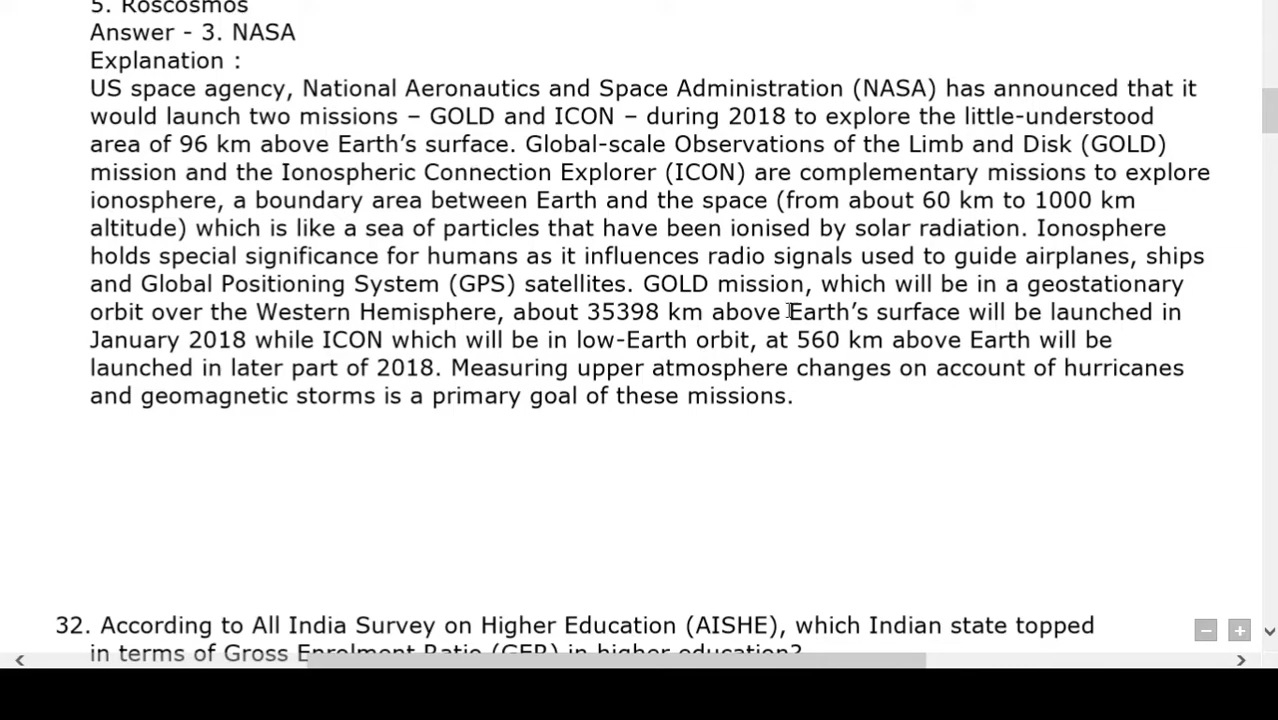 5. Roscosmos
Answer - 3. NASA
Explanation :
US space agency, National Aeronautics and Space Administration (NASA) has announced that it
would launch two missions – GOLD and ICON – during 2018 to explore the little-understood
area of 96 km above Earth’s surface. Global-scale Observations of the Limb and Disk (GOLD)
mission and the Ionospheric Connection Explorer (ICON) are complementary missions to explore
ionosphere, a boundary area between Earth and the space (from about 60 km to 1000 km
altitude) which is like a sea of particles that have been ionised by solar radiation. Ionosphere
holds special significance for humans as it influences radio signals used to guide airplanes, ships
and Global Positioning System (GPS) satellites. GOLD mission, which will be in a geostationary
orbit over the Western Hemisphere, about 35398 km above Earth’s surface will be launched in
January 2018 while ICON which will be in low-Earth orbit, at 560 km above Earth will be
launched in later part of 2018. Measuring upper atmosphere changes on account of hurricanes
and geomagnetic storms is a primary goal of these missions.
32. According to All India Survey on Higher Education (AISHE), which Indian state topped
in terms of Gross Enrolment Ratio (GER) in higher education?